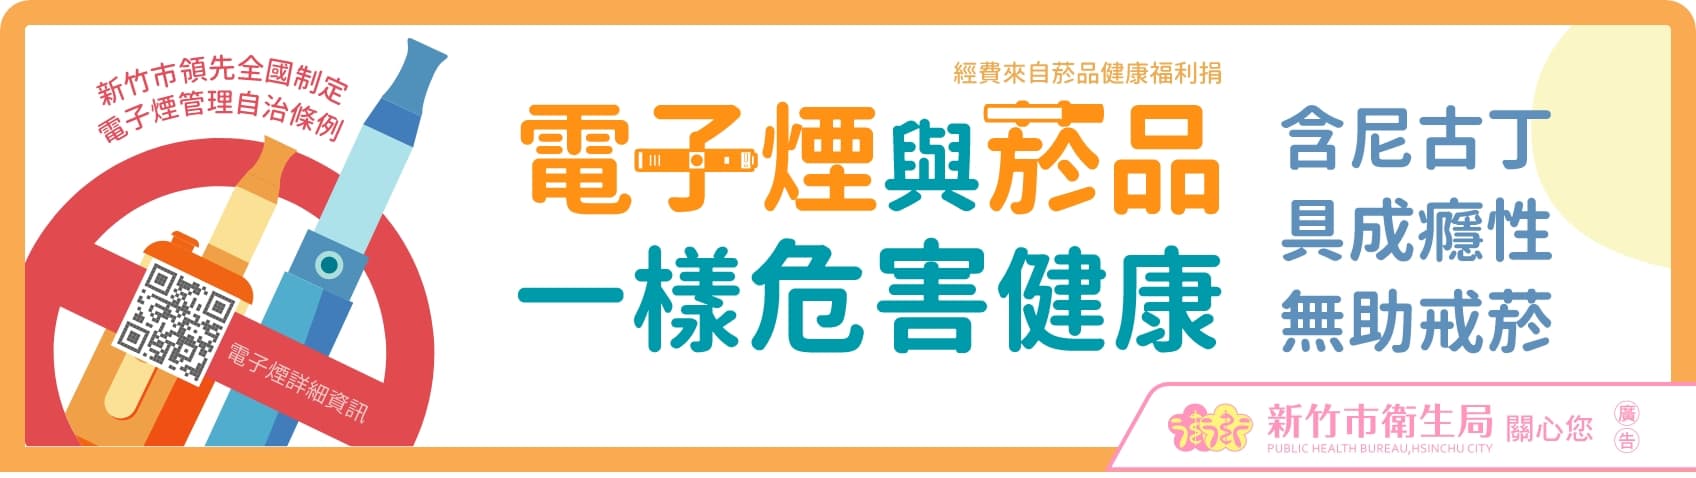 新竹市領先全國制定
電子煙管理自治條例
電子煙詳細資訊
經費來自菸品健康福利捐
電子煙與菸品
一樣危害健康
含尼古丁
具成癮性
無助戒菸
新竹市衛生局 關心您 廣告
PUBLIC HEALTH BUREAU,HSINCHU CITY